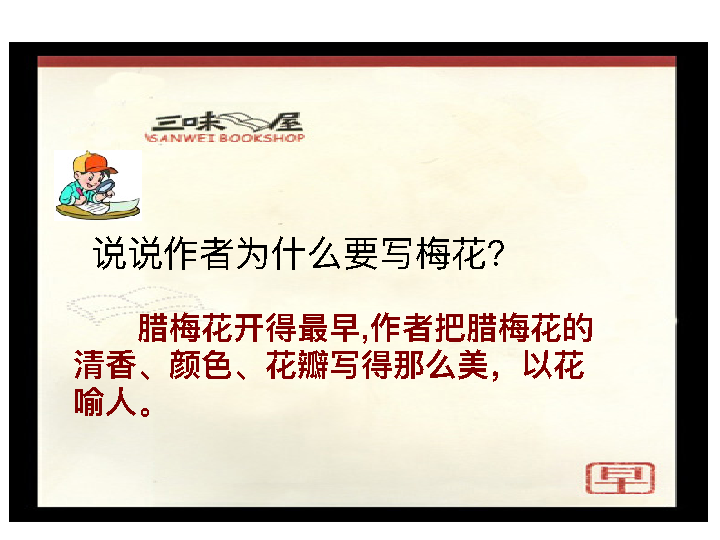 三味书屋
SANWEI BOOKSHOP
说说作者为什么要写梅花?
腊梅花开得最早,作者把腊梅花的
清香、颜色、花瓣写得那么美，以花
喻人。
早